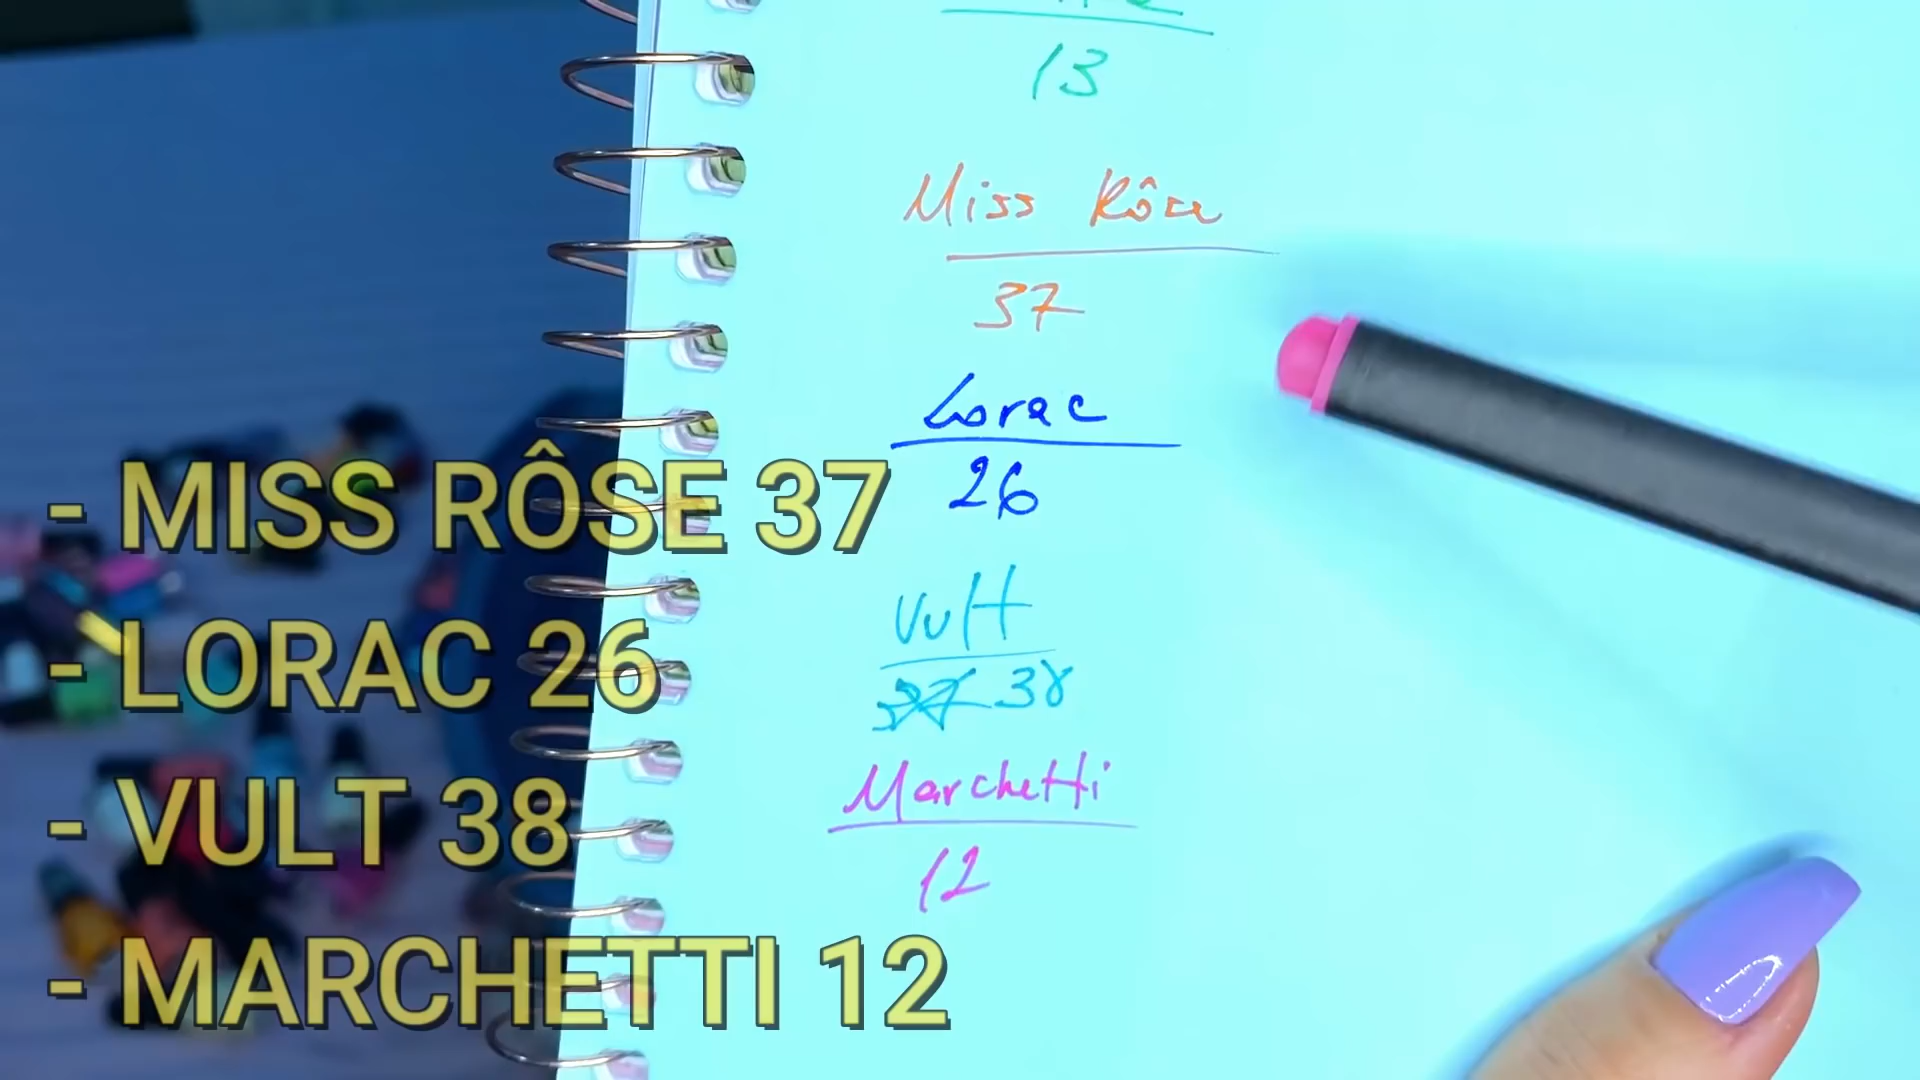 13
Miss Rôse
37
Lorac
26
Vult
38
Marchetti
12
- MISS RÔSE 37
- LORAC 26
- VULT 38
- MARCHETTI 12